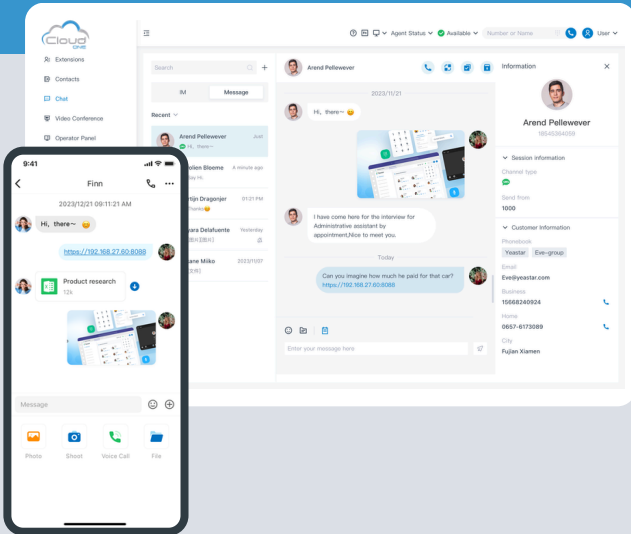 Cloud
ONE
Agent Status
Available
Number or Name
User
Extensions
Contacts
Chat
Video Conference
Operator Panel
Search
IM
Message
Recent
Arend Pellewever
Just
Hi, there~
Bloeme
A minute ago
Say Hi.
Dragonjer
01:21 PM
Thanks
Delafuente
Yesterday
Miiko
2023/11/07
Arend Pellewever
2023/11/21
Hi, there~
I have come here for the interview for
Administrative assistant by
appointment,Nice to meet you.
Today
Can you imagine how much he paid for that car?
https://192.168.27.60:8088
Enter your message here
Information
Arend Pellewever
Session information
Channel type
Send from
1000
Customer Information
Phonebook
Yeastar
Eve-group
Email
Eve@yeastar.com
Business
15668240924
Home
0657-6173089
City
Fujian Xiamen
9:41
Finn
2023/12/21 09:11:21 AM
Hi, there~
https://192.168.27.60:8088
Product research
12k
Message
Photo
Shoot
Voice Call
File